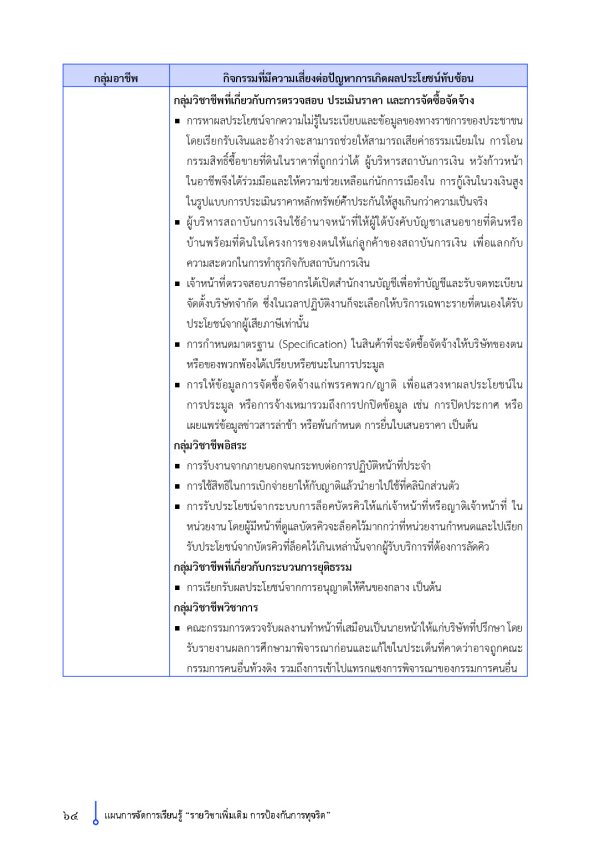 กลุ่มอาชีพ
กิจกรรมที่มีความเสี่ยงต่อปัญหาการเกิดผลประโยชน์ทับซ้อน
กลุ่มวิชาชีพที่เกี่ยวกับการตรวจสอบ ประเมินราคา และการจัดซื้อจัดจ้าง
▪ การหาผลประโยชน์จากความไม่รู้ในระเบียบและข้อมูลของทางราชการของประชาชน
โดยเรียกรับเงินและอ้างว่าจะสามารถช่วยให้สามารถเสียค่าธรรมเนียมใน การโอน
กรรมสิทธิ์ซื้อขายที่ดินในราคาที่ถูกกว่าได้ ผู้บริหารสถาบันการเงิน หวังก้าวหน้า
ในอาชีพจึงได้ร่วมมือและให้ความช่วยเหลือแก่นักการเมืองใน การกู้เงินในวงเงินสูง
ในรูปแบบการประเมินราคาหลักทรัพย์ค้ำประกันให้สูงเกินกว่าความเป็นจริง
▪ ผู้บริหารสถาบันการเงินใช้อำนาจหน้าที่ให้ผู้ใต้บังคับบัญชาเสนอขายที่ดินหรือ
บ้านพร้อมที่ดินในโครงการของตนให้แก่ลูกค้าของสถาบันการเงิน เพื่อแลกกับ
ความสะดวกในการทำธุรกิจกับสถาบันการเงิน
▪ เจ้าหน้าที่ตรวจสอบภาษีอากรได้เปิดสำนักงานบัญชีเพื่อทำบัญชีและรับจดทะเบียน
จัดตั้งบริษัทจำกัด ซึ่งในเวลาปฏิบัติงานก็จะเลือกให้บริการเฉพาะรายที่ตนเองได้รับ
ประโยชน์จากผู้เสียภาษีเท่านั้น
▪ การกำหนดมาตรฐาน (Specification) ในสินค้าที่จะจัดซื้อจัดจ้างให้บริษัทของตน
หรือของพวกพ้องได้เปรียบหรือชนะในการประมูล
▪ การให้ข้อมูลการจัดซื้อจัดจ้างแก่พรรคพวก/ญาติ เพื่อแสวงหาผลประโยชน์ใน
การประมูล หรือการจ้างเหมารวมถึงการปกปิดข้อมูล เช่น การปิดประกาศ หรือ
เผยแพร่ข้อมูลข่าวสารล่าช้า หรือพ้นกำหนด การยื่นใบเสนอราคา เป็นต้น
กลุ่มวิชาชีพอิสระ
▪ การรับงานจากภายนอกจนกระทบต่อการปฏิบัติหน้าที่ประจำ
▪ การใช้สิทธิในการเบิกจ่ายยาให้กับญาติแล้วนำยาไปใช้ที่คลินิกส่วนตัว
▪ การรับประโยชน์จากระบบการล็อคบัตรคิวให้แก่เจ้าหน้าที่หรือญาติเจ้าหน้าที่ ใน
หน่วยงาน โดยผู้มีหน้าที่ดูแลบัตรคิวจะล็อคไว้มากกว่าที่หน่วยงานกำหนดและไปเรียก
รับประโยชน์จากบัตรคิวที่ล็อคไว้เกินเหล่านั้นจากผู้รับบริการที่ต้องการลัดคิว
กลุ่มวิชาชีพที่เกี่ยวกับกระบวนการยุติธรรม
▪ การเรียกรับผลประโยชน์จากการอนุญาตให้คืนของกลาง เป็นต้น
กลุ่มวิชาชีพวิชาการ
▪ คณะกรรมการตรวจรับผลงานทำหน้าที่เสมือนเป็นนายหน้าให้แก่บริษัทที่ปรึกษา โดย
รับรายงานผลการศึกษามาพิจารณาก่อนและแก้ไขในประเด็นที่คาดว่าอาจถูกคณะ
กรรมการคนอื่นท้วงติง รวมถึงการเข้าไปแทรกแซงการพิจารณาของกรรมการคนอื่น
๖๔ แผนการจัดการเรียนรู้ “รายวิชาเพิ่มเติม การป้องกันการทุจริต”